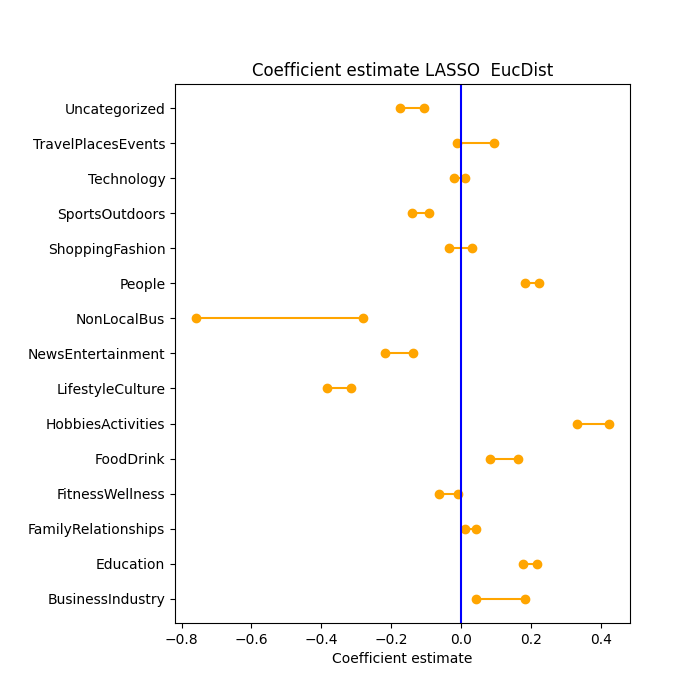 Coefficient estimate LASSO  EucDist
Uncategorized
TravelPlacesEvents
Technology
SportsOutdoors
ShoppingFashion
People
NonLocalBus
NewsEntertainment
LifestyleCulture
HobbiesActivities
FoodDrink
FitnessWellness
FamilyRelationships
Education
BusinessIndustry
−0.8 −0.6 −0.4 −0.2 0.0 0.2 0.4
Coefficient estimate